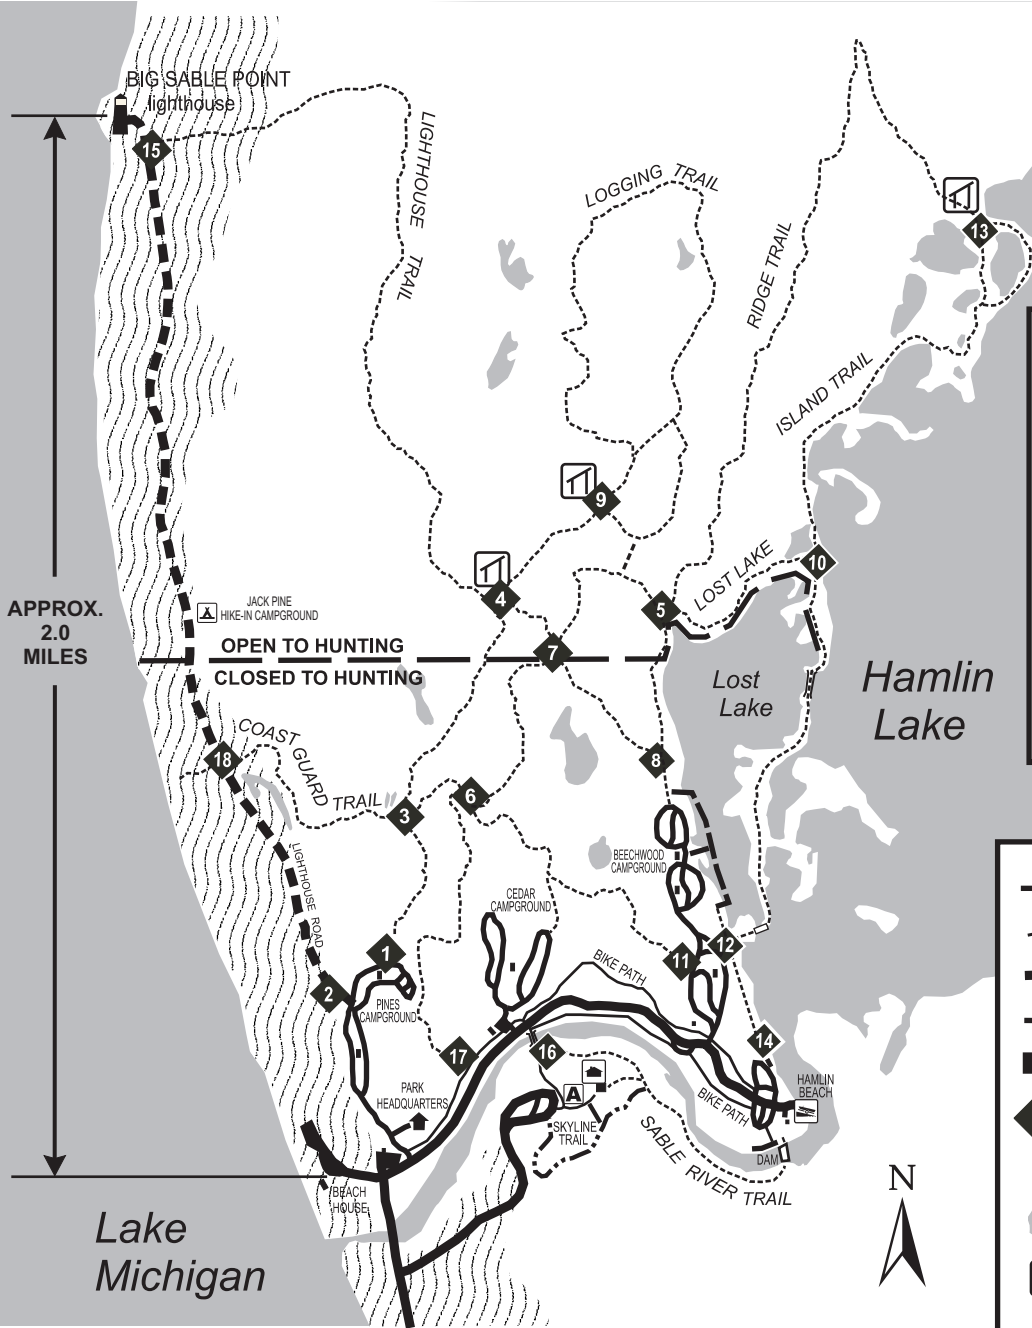 BIG SABLE POINT
lighthouse
15
LIGHTHOUSE TRAIL
LOGGING TRAIL
RIDGE TRAIL
13
ISLAND TRAIL
9
10
4
5
LOST LAKE
APPROX.
2.0
MILES
JACK PINE
HIKE-IN CAMPGROUND
OPEN TO HUNTING
7
CLOSED TO HUNTING
Lost
Lake
Hamlin
Lake
COAST GUARD TRAIL
18
8
6
3
LIGHTHOUSE ROAD
BEECHWOOD
CAMPGROUND
CEDAR
CAMPGROUND
1
BIKE PATH
11
12
2
PINES
CAMPGROUND
17
16
14
PARK
HEADQUARTERS
A
SKYLINE
TRAIL
BIKE PATH
HAMLIN
BEACH
SABLE RIVER TRAIL
DAM
BEACH
HOUSE
N
Lake
Michigan